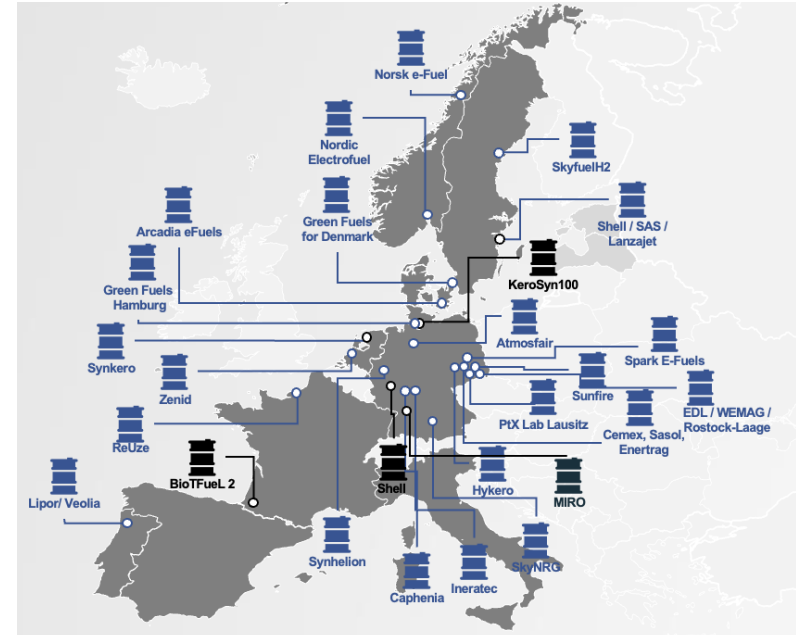 Norsk e-Fuel
Nordic
Electrofuel
SkyfuelH2
Arcadia eFuels
Green Fuels
for Denmark
Shell / SAS /
Lanzajet
Green Fuels
Hamburg
KeroSyn100
Synkero
Atmosfair
Spark E-Fuels
Zenid
Sunfire
PtX Lab Lausitz
EDL / WEMAG /
Rostock-Laage
Cemex, Sasol,
Enertrag
ReUze
BioTFueL 2
Shell
Hykero
MIRO
Lipor/ Veolia
Synhelion
SkyNRG
Ineratec
Caphenia